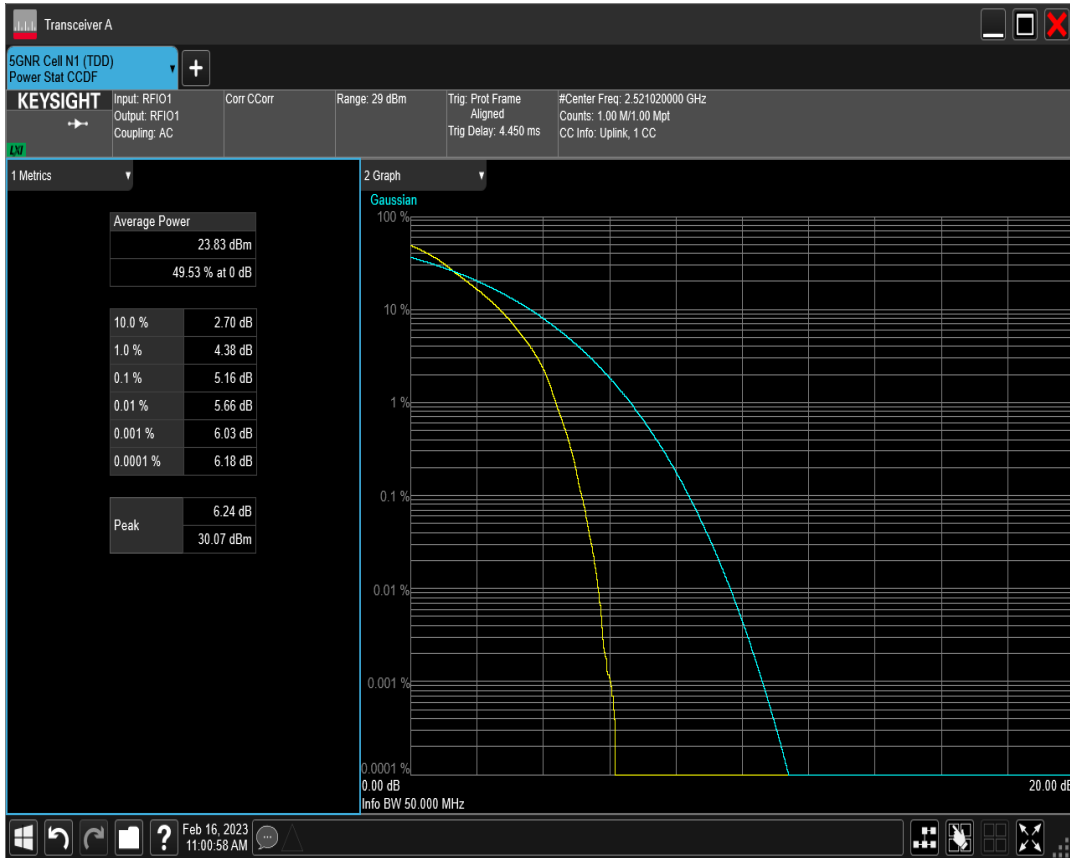 Transceiver A
5GNR Cell N1 (TDD)
Power Stat CCDF
KEYSIGHT
LXI
Input: RFIO1
Output: RFIO1
Coupling: AC
Corr CCorr
Range: 29 dBm
Trig: Prot Frame
Aligned
Trig Delay: 4.450 ms
#Center Freq: 2.521020000 GHz
Counts: 1.00 M/1.00 Mpt
CC Info: Uplink, 1 CC
1 Metrics
Average Power
23.83 dBm
49.53 % at 0 dB
10.0 % 2.70 dB
1.0 % 4.38 dB
0.1 % 5.16 dB
0.01 % 5.66 dB
0.001 % 6.03 dB
0.0001 % 6.18 dB
Peak
6.24 dB
30.07 dBm
2 Graph
Gaussian
100 %
10 %
1 %
0.1 %
0.01 %
0.001 %
0.0001 %
0.00 dB
20.00 dB
Info BW 50.000 MHz
Feb 16, 2023
11:00:58 AM